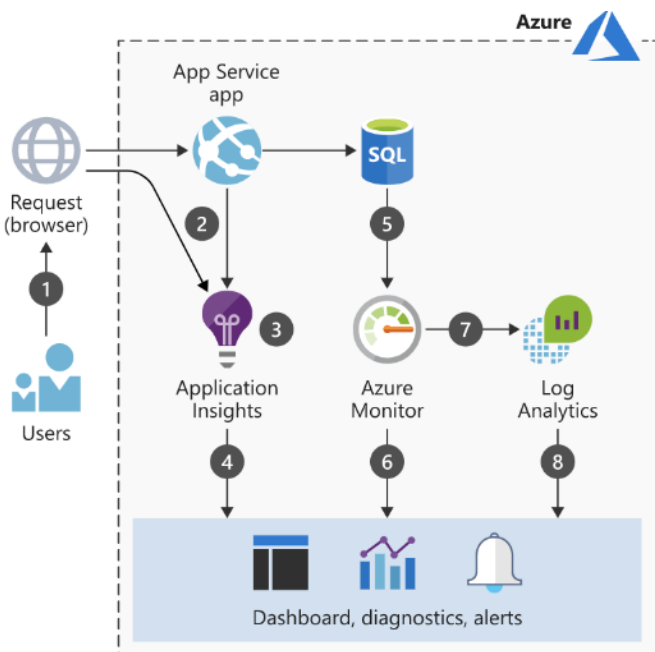 Azure
App Service
app
SQL
Request
(browser)
2
5
1
3
7
Application
Insights
Azure
Monitor
Log
Analytics
Users
4
6
8
Dashboard, diagnostics, alerts